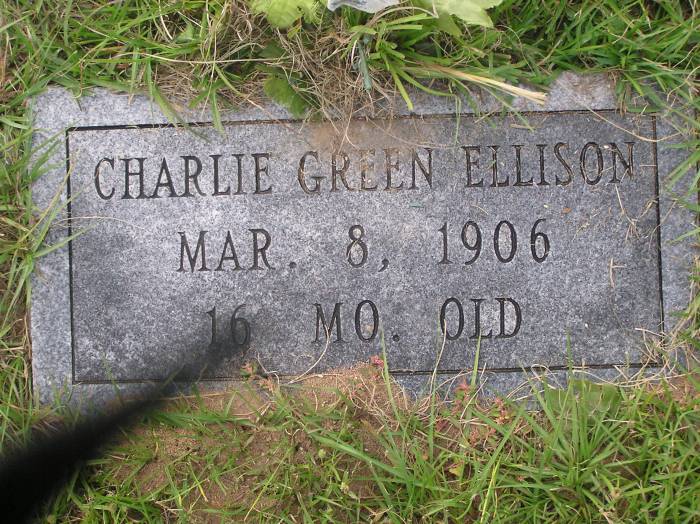 CHARLIE GREEN ELLISON
MAR. 8, 1906
16 MO. OLD